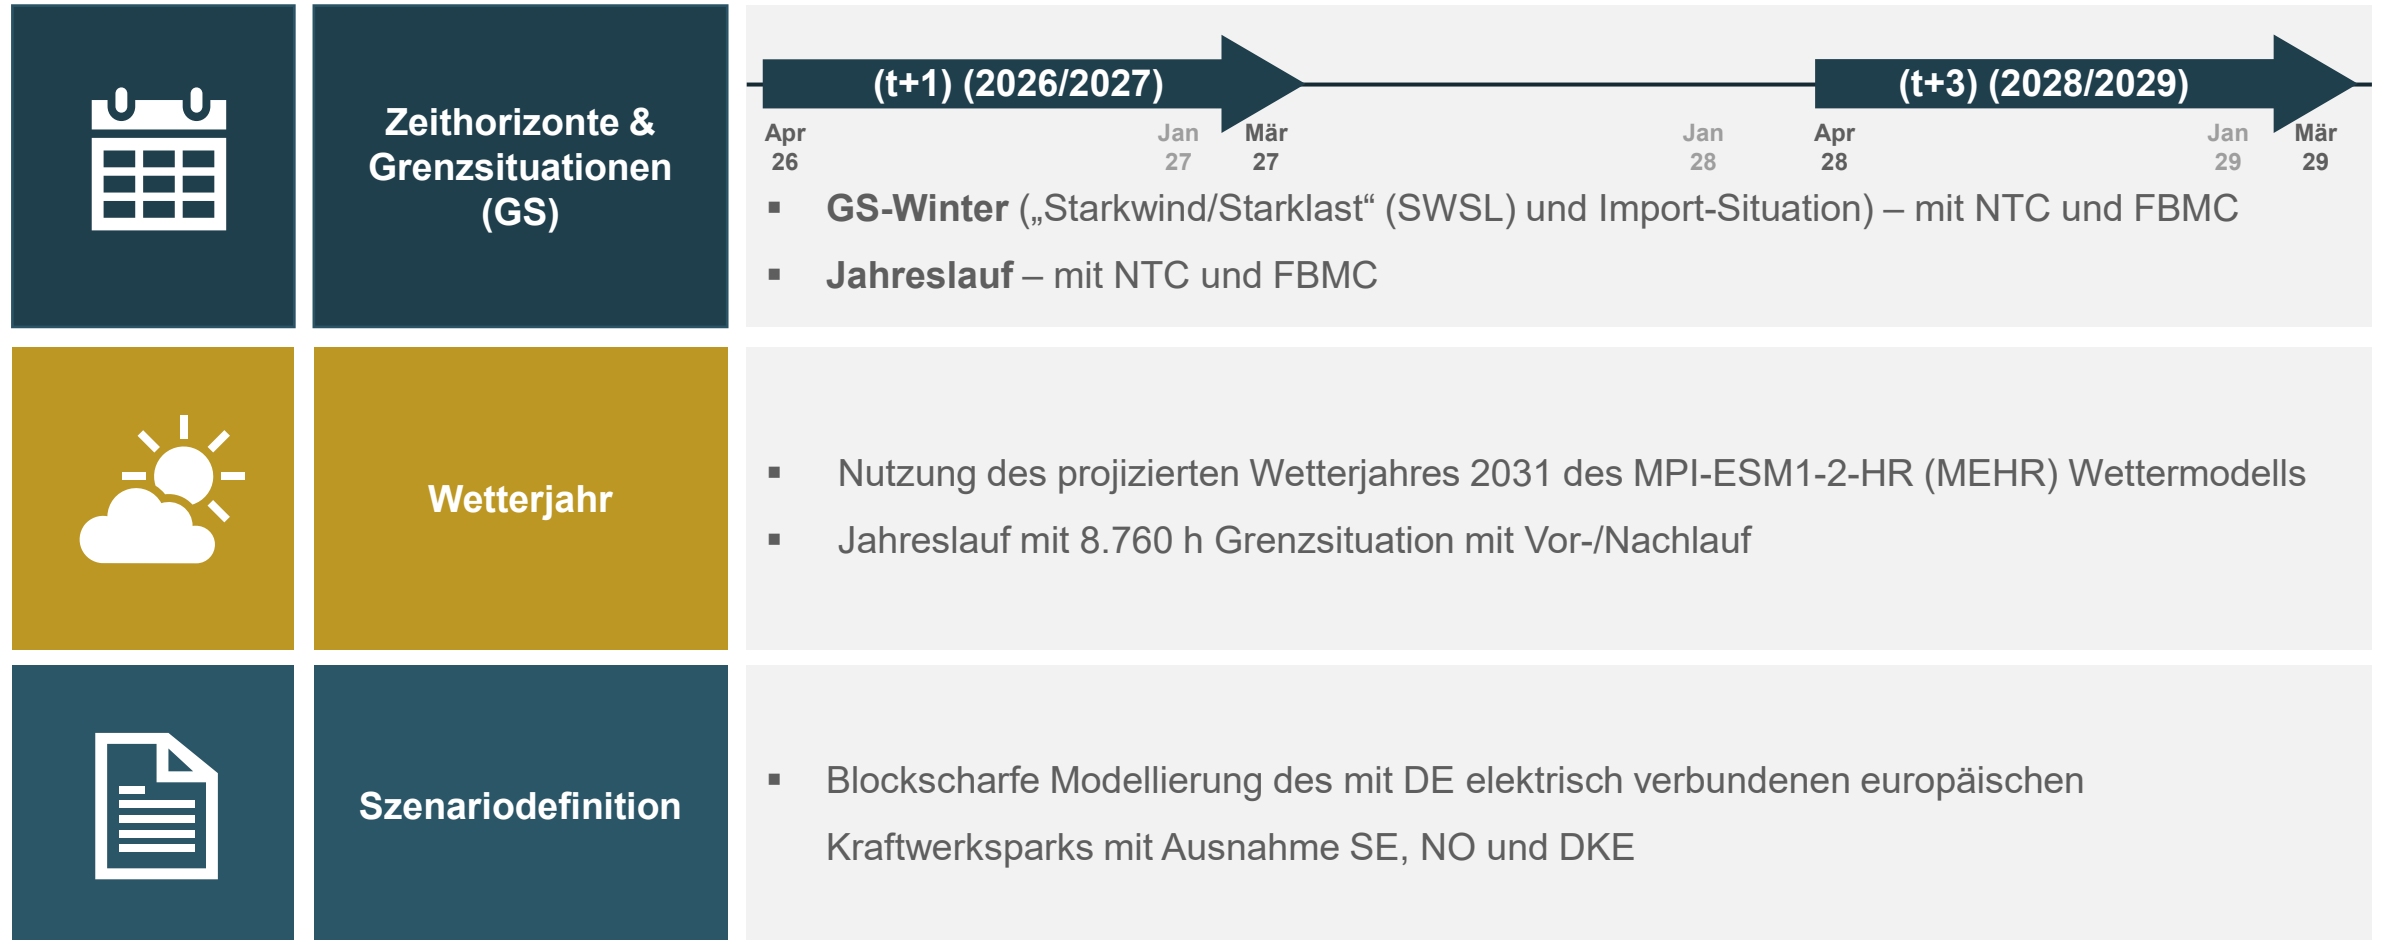 Zeithorizonte &
Grenzsituationen
(GS)
(t+1) (2026/2027)
(t+3) (2028/2029)
Apr
26
Jan
27
Mär
27
Jan
28
Apr
28
Jan
29
Mär
29
▪ GS-Winter („Starkwind/Starklast“ (SWSL) und Import-Situation) – mit NTC und FBMC
▪ Jahreslauf – mit NTC und FBMC
Wetterjahr
▪ Nutzung des projizierten Wetterjahres 2031 des MPI-ESM1-2-HR (MEHR) Wettermodells
▪ Jahreslauf mit 8.760 h Grenzsituation mit Vor-/Nachlauf
Szenariodefinition
▪ Blockscharfe Modellierung des mit DE elektrisch verbundenen europäischen
Kraftwerksparks mit Ausnahme SE, NO und DKE